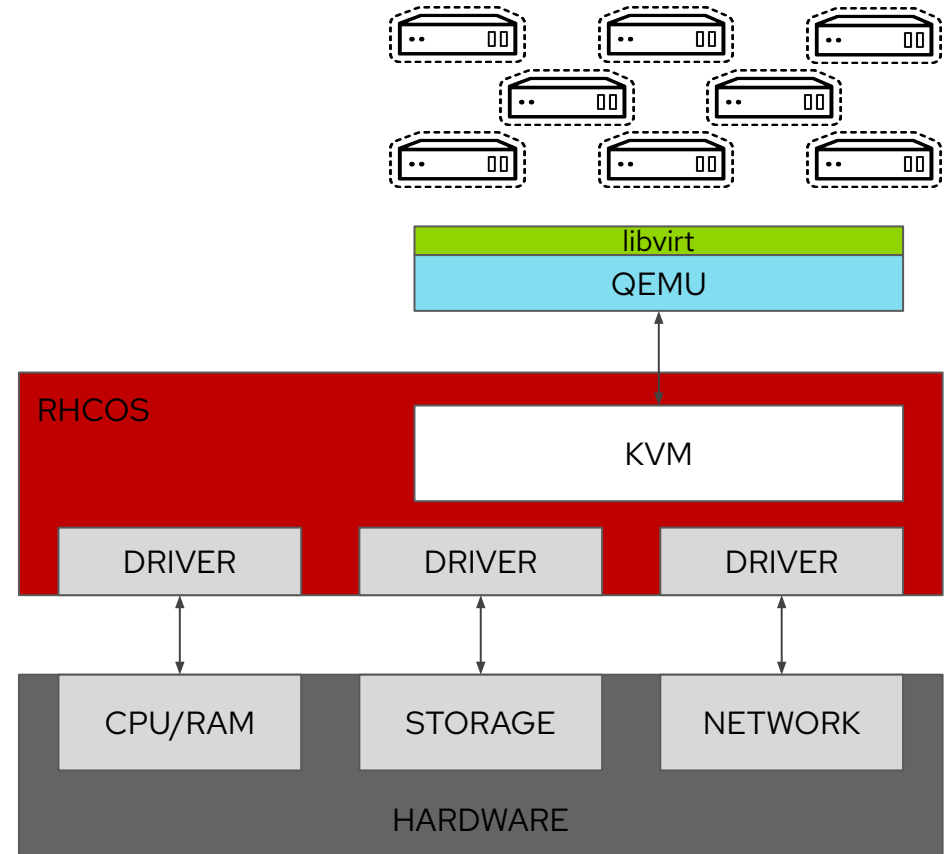 libvirt
QEMU
RHCOS
KVM
DRIVER DRIVER DRIVER
CPU/RAM STORAGE NETWORK
HARDWARE